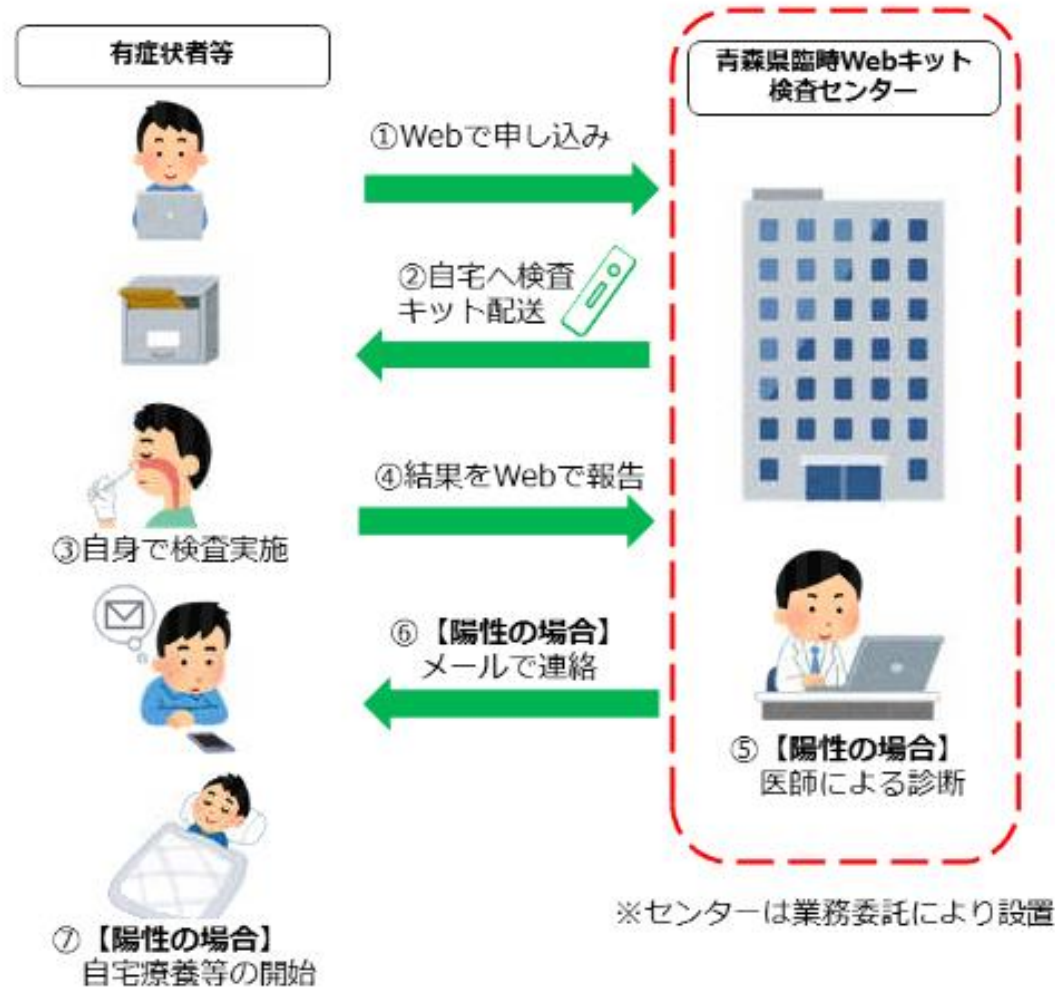 有症状者等
青森県臨時Webキット
検査センター
①Webで申し込み
②自宅へ検査
キット配送
③自身で検査実施
④結果をWebで報告
⑤【陽性の場合】
医師による診断
⑥【陽性の場合】
メールで連絡
⑦【陽性の場合】
自宅療養等の開始
※センターは業務委託により設置